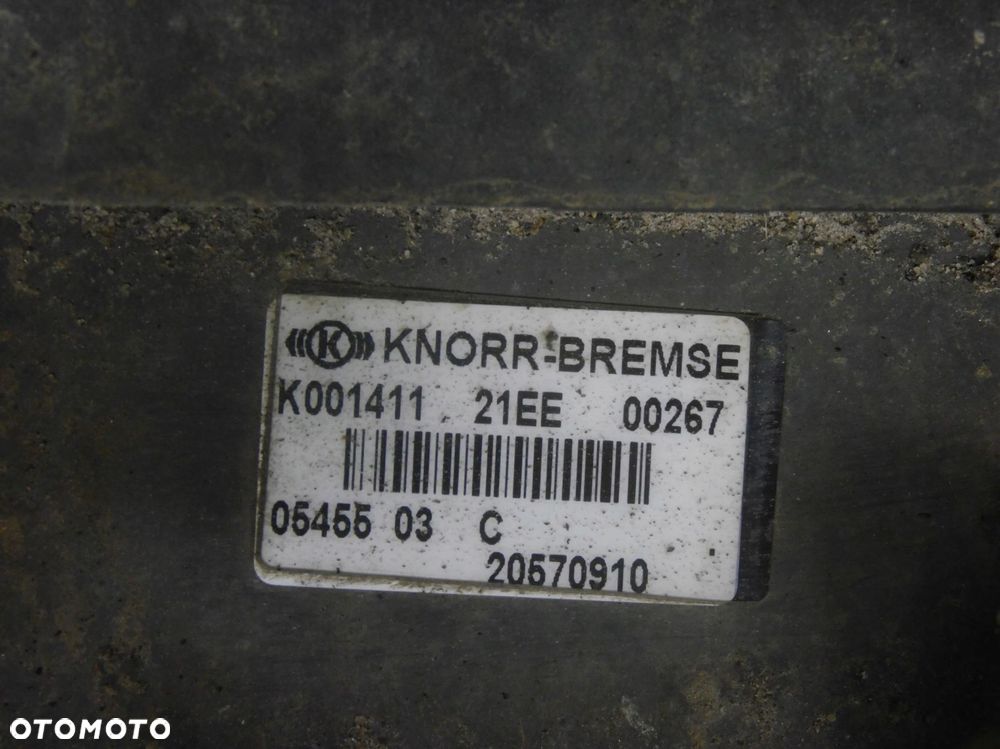 K KNORR-BREMSE
K001411 21EE 00267
05455 03 C
20570910
OTOMOTO